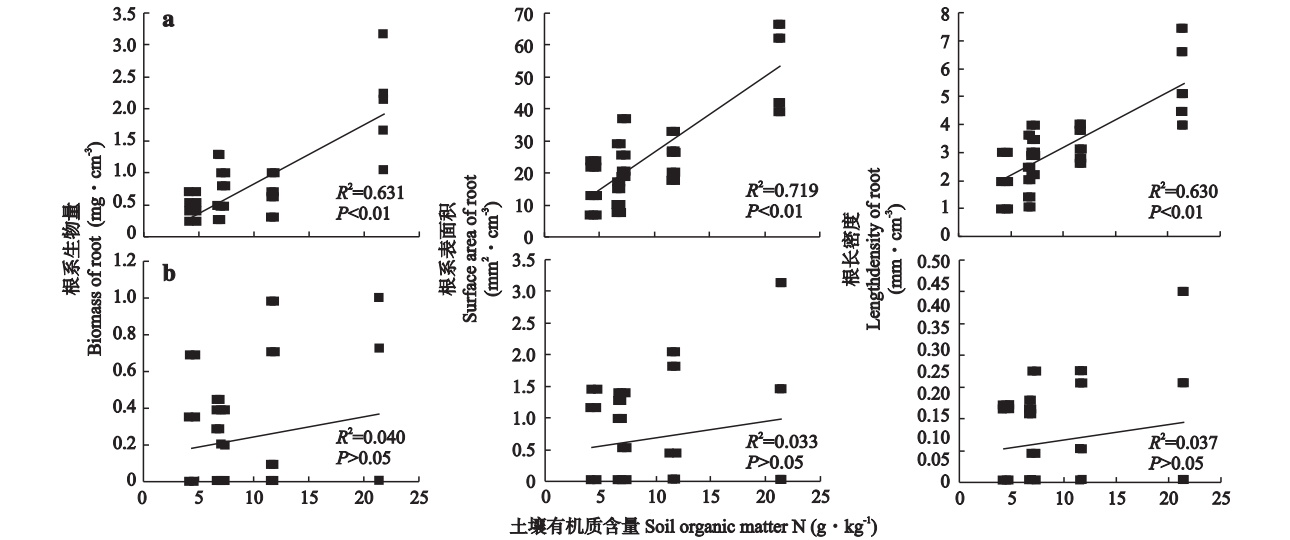 a
3.5
3.0
2.5
2.0
1.5
1.0
0.5
0
R²=0.631
P<0.01
根系生物量
Biomass of root (mg·cm⁻³)
70
60
50
40
30
20
10
0
R²=0.719
P<0.01
根系表面积
Surface area of root
(mm²·cm⁻³)
8
7
6
5
4
3
2
1
0
R²=0.630
P<0.01
根长密度
Lengthdensity of root
(mm·cm⁻³)
b
1.2
1.0
0.8
0.6
0.4
0.2
0
R²=0.040
P>0.05
0 5 10 15 20 25
3.5
3.0
2.5
2.0
1.5
1.0
0.5
0
R²=0.033
P>0.05
0 5 10 15 20 25
0.50
0.45
0.40
0.35
0.30
0.25
0.20
0.15
0.10
0.05
0
R²=0.037
P>0.05
0 5 10 15 20 25
土壤有机质含量 Soil organic matter N (g·kg⁻¹)